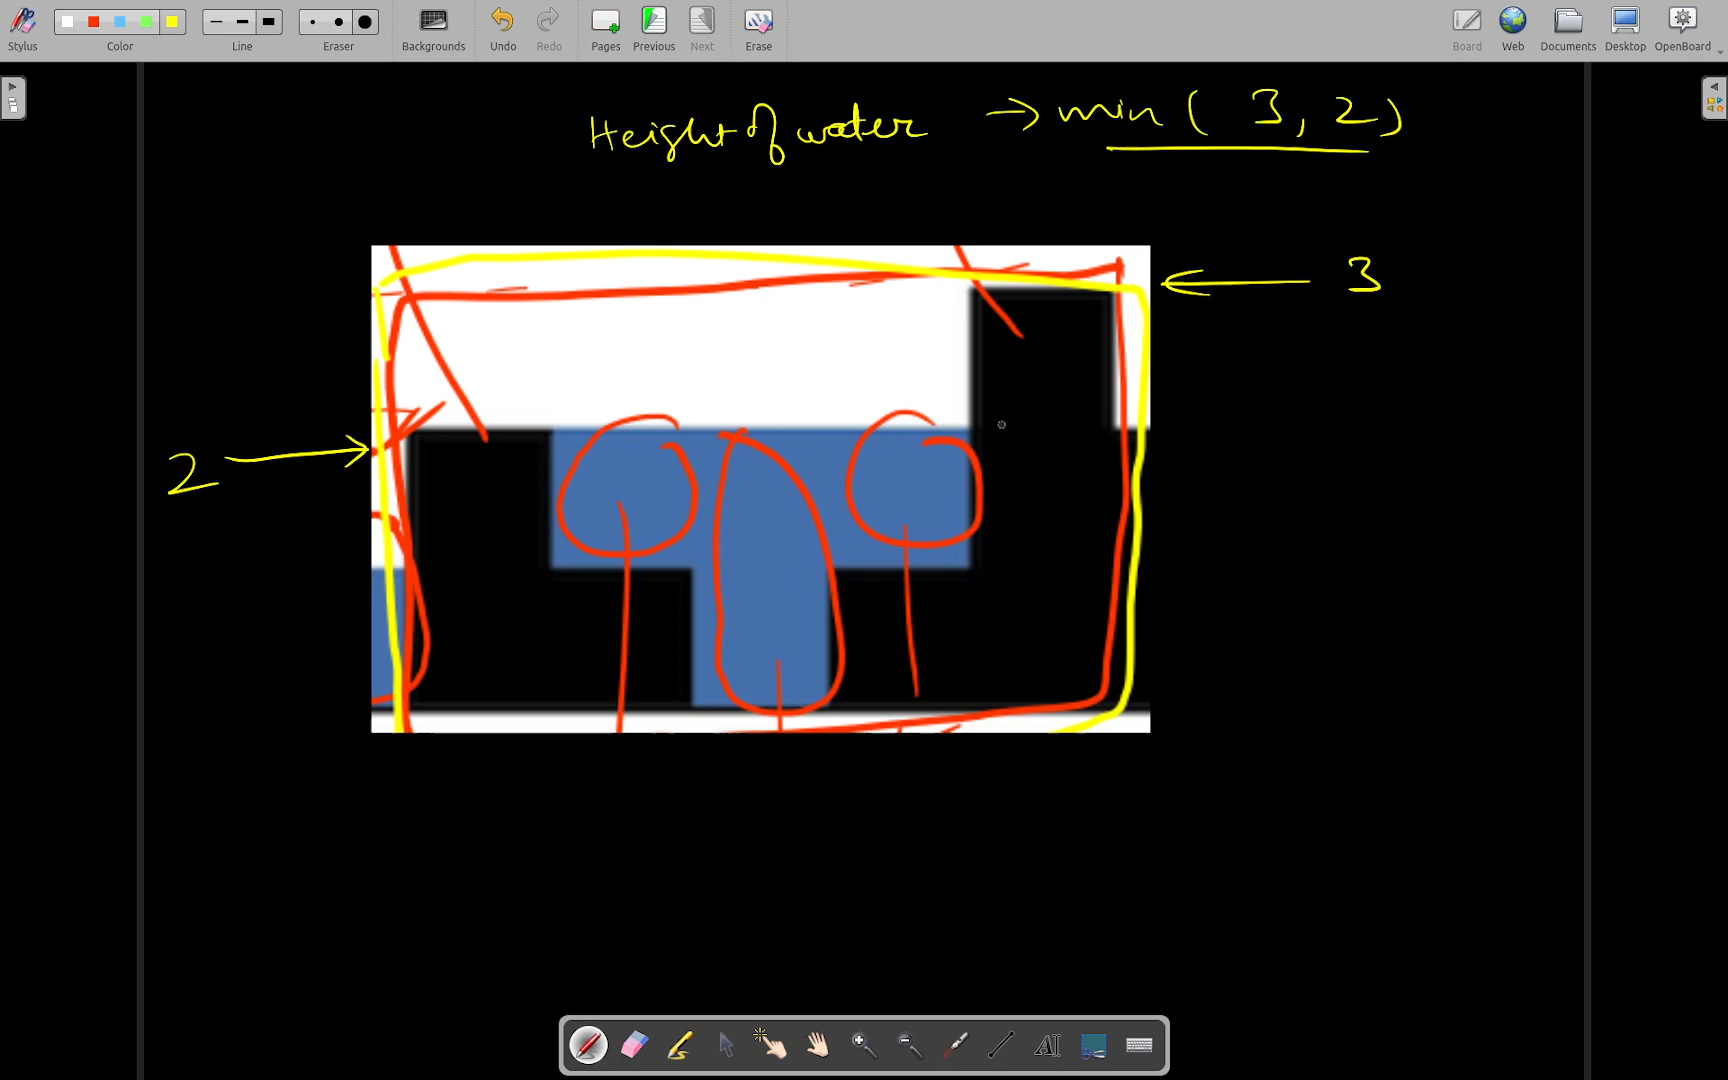 Stylus Color Line Eraser Backgrounds Undo Redo Pages Previous Next Erase Board Web Documents Desktop OpenBoard
Height of water → min ( 3, 2 )
3
2
AI